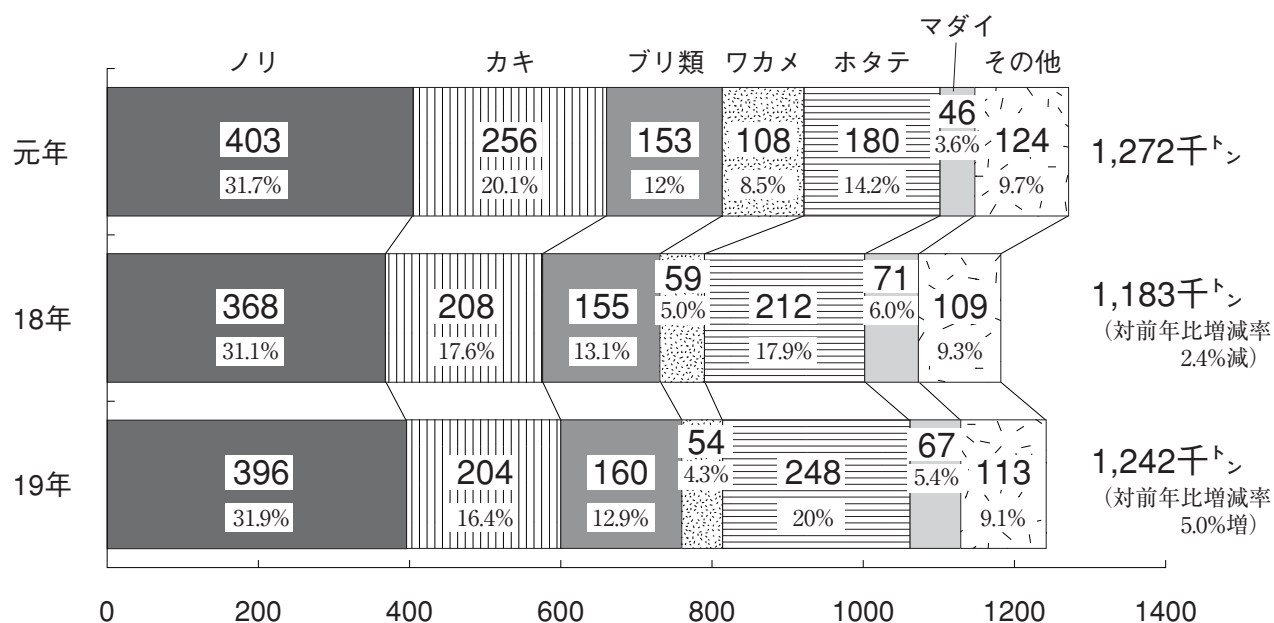 マダイ
ノリ カキ ブリ類 ワカメ ホタテ その他
元年 403 256 153 108 180 46 124 1,272千トン
31.7% 20.1% 12% 8.5% 14.2% 3.6% 9.7%
18年 368 208 155 59 212 71 109 1,183千トン
31.1% 17.6% 13.1% 5.0% 17.9% 6.0% 9.3%
(対前年比増減率
2.4%減)
19年 396 204 160 54 248 67 113 1,242千トン
31.9% 16.4% 12.9% 4.3% 20% 5.4% 9.1%
(対前年比増減率
5.0%増)
0 200 400 600 800 1000 1200 1400